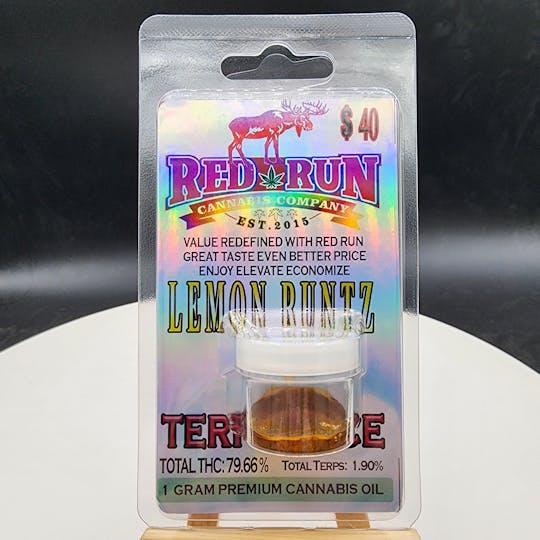 $ 40
RED RUN
CANNABIS COMPANY
EST. 2015
VALUE REDEFINED WITH RED RUN
GREAT TASTE EVEN BETTER PRICE
ENJOY ELEVATE ECONOMIZE
LEMON RUNTZ
TOTAL THC: 79.66% TOTAL TERPS: 1.90%
1 GRAM PREMIUM CANNABIS OIL